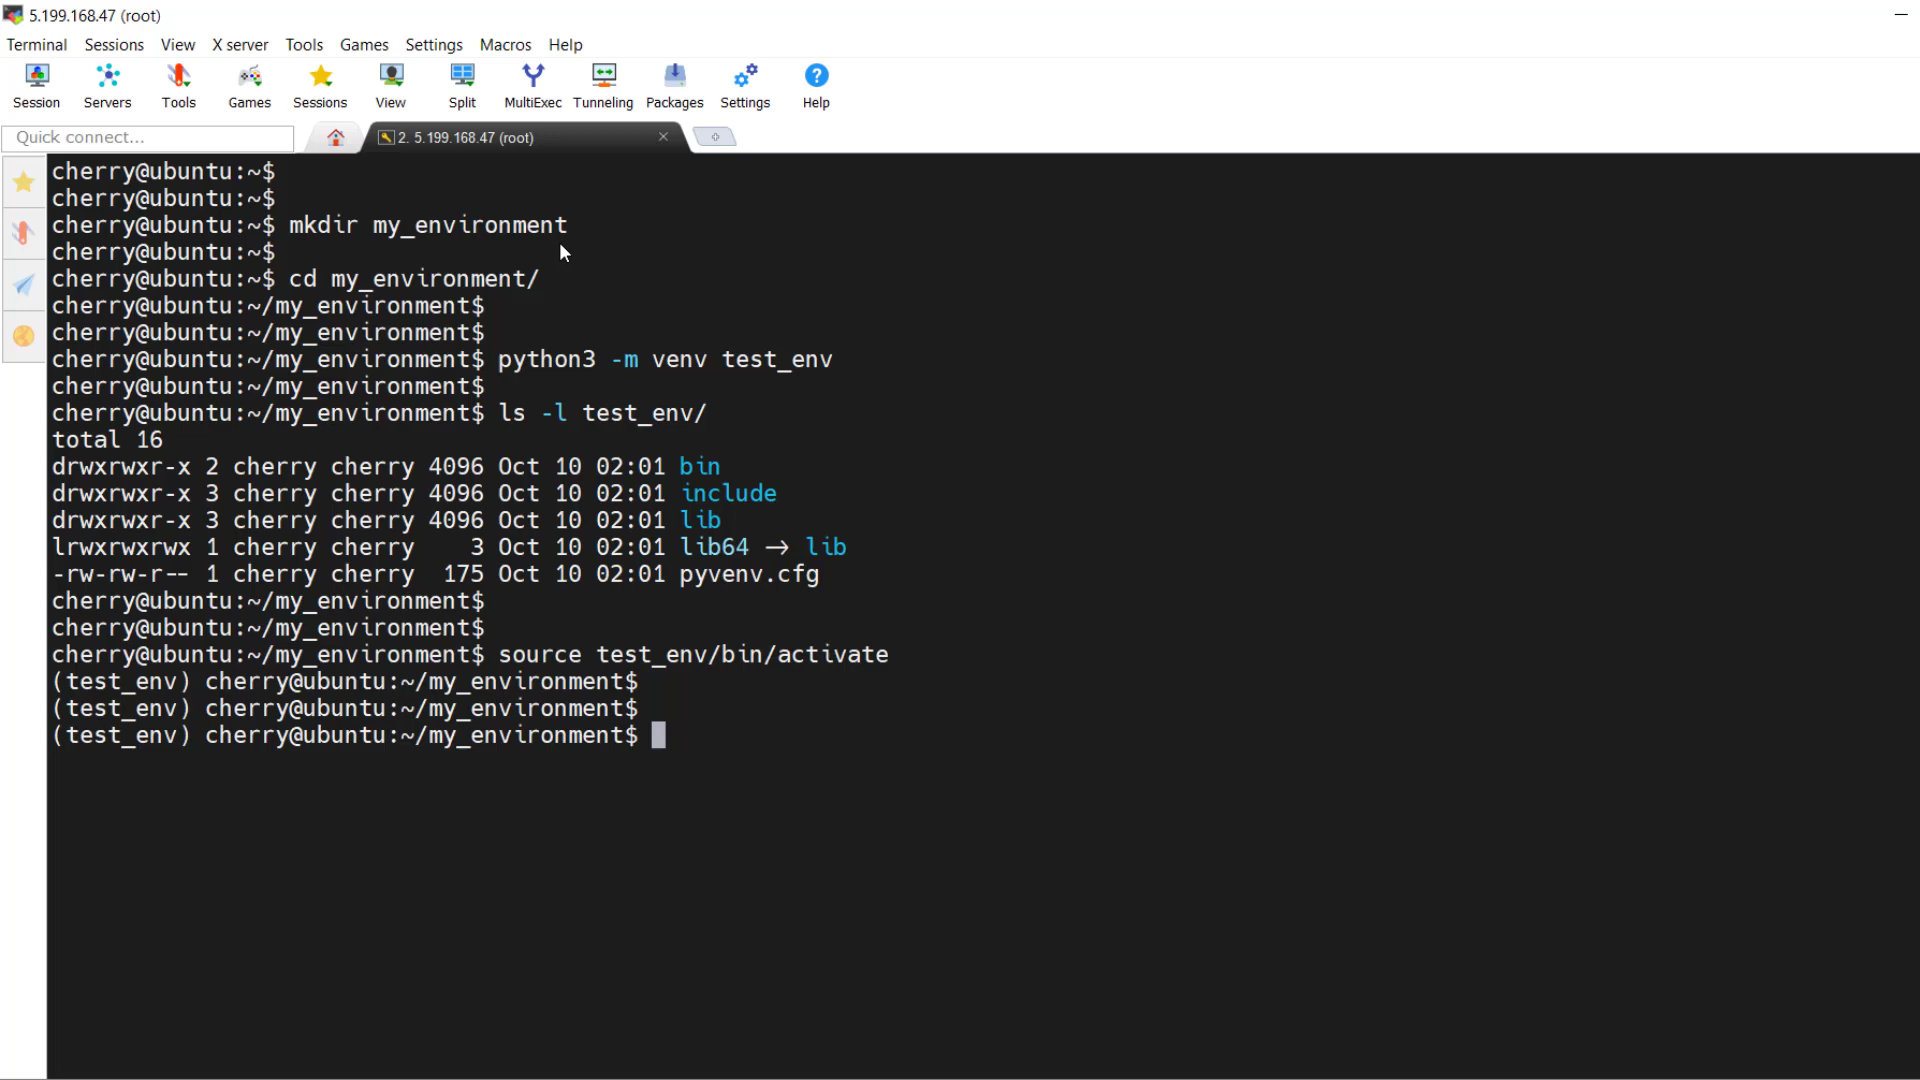 5.199.168.47 (root)
Terminal Sessions View X server Tools Games Settings Macros Help
Session Servers Tools Games Sessions View Split MultiExec Tunneling Packages Settings Help
Quick connect... 2. 5.199.168.47 (root)
cherry@ubuntu:~$
cherry@ubuntu:~$
cherry@ubuntu:~$ mkdir my_environment
cherry@ubuntu:~$
cherry@ubuntu:~$ cd my_environment/
cherry@ubuntu:~/my_environment$
cherry@ubuntu:~/my_environment$
cherry@ubuntu:~/my_environment$ python3 -m venv test_env
cherry@ubuntu:~/my_environment$
cherry@ubuntu:~/my_environment$ ls -l test_env/
total 16
drwxrwxr-x 2 cherry cherry 4096 Oct 10 02:01 bin
drwxrwxr-x 3 cherry cherry 4096 Oct 10 02:01 include
drwxrwxr-x 3 cherry cherry 4096 Oct 10 02:01 lib
lrwxrwxrwx 1 cherry cherry    3 Oct 10 02:01 lib64 -> lib
-rw-rw-r-- 1 cherry cherry  175 Oct 10 02:01 pyvenv.cfg
cherry@ubuntu:~/my_environment$
cherry@ubuntu:~/my_environment$
cherry@ubuntu:~/my_environment$ source test_env/bin/activate
(test_env) cherry@ubuntu:~/my_environment$
(test_env) cherry@ubuntu:~/my_environment$
(test_env) cherry@ubuntu:~/my_environment$